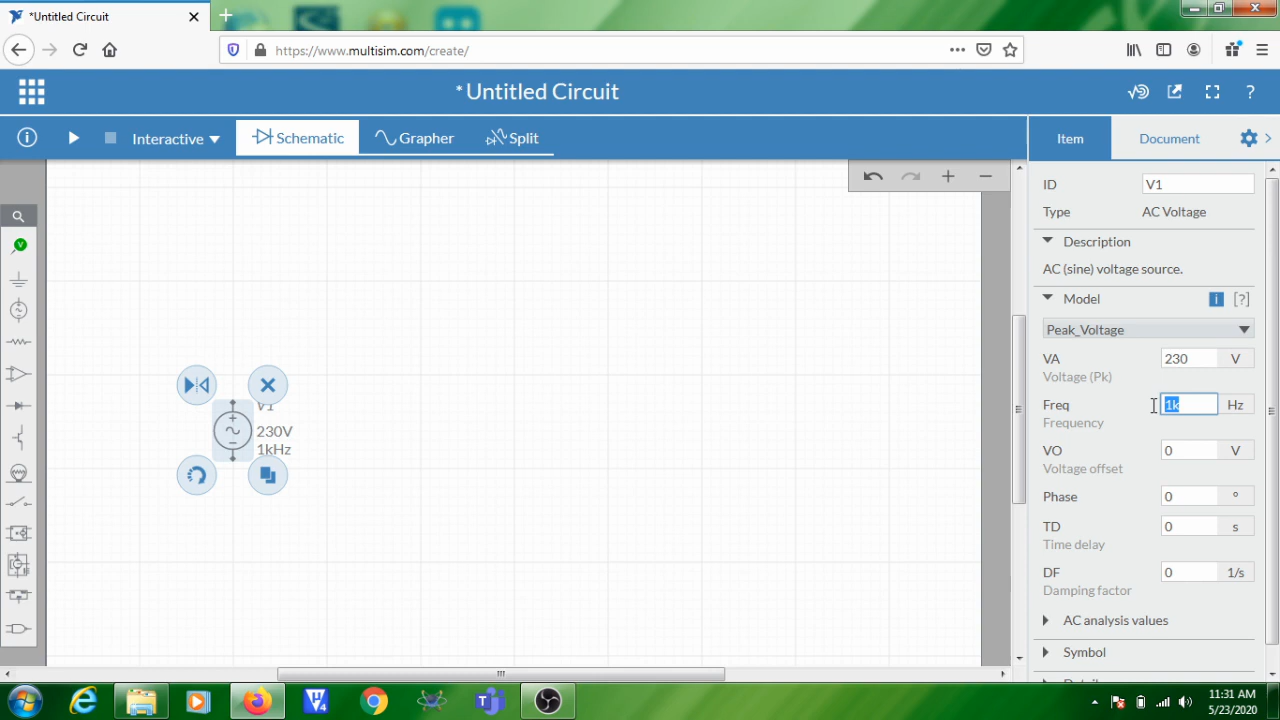 *Untitled Circuit
https://www.multisim.com/create/
*Untitled Circuit
?
Interactive
Schematic
Grapher
Split
Item
Document
ID
V1
Type
AC Voltage
Description
AC (sine) voltage source.
Model
i
[?]
Peak_Voltage
VA
230
V
Voltage (Pk)
Freq
1k
Hz
Frequency
VO
0
V
Voltage offset
Phase
0
°
TD
0
s
Time delay
DF
0
1/s
Damping factor
AC analysis values
Symbol
V1
230V
1kHz
V
11:31 AM
5/23/2020